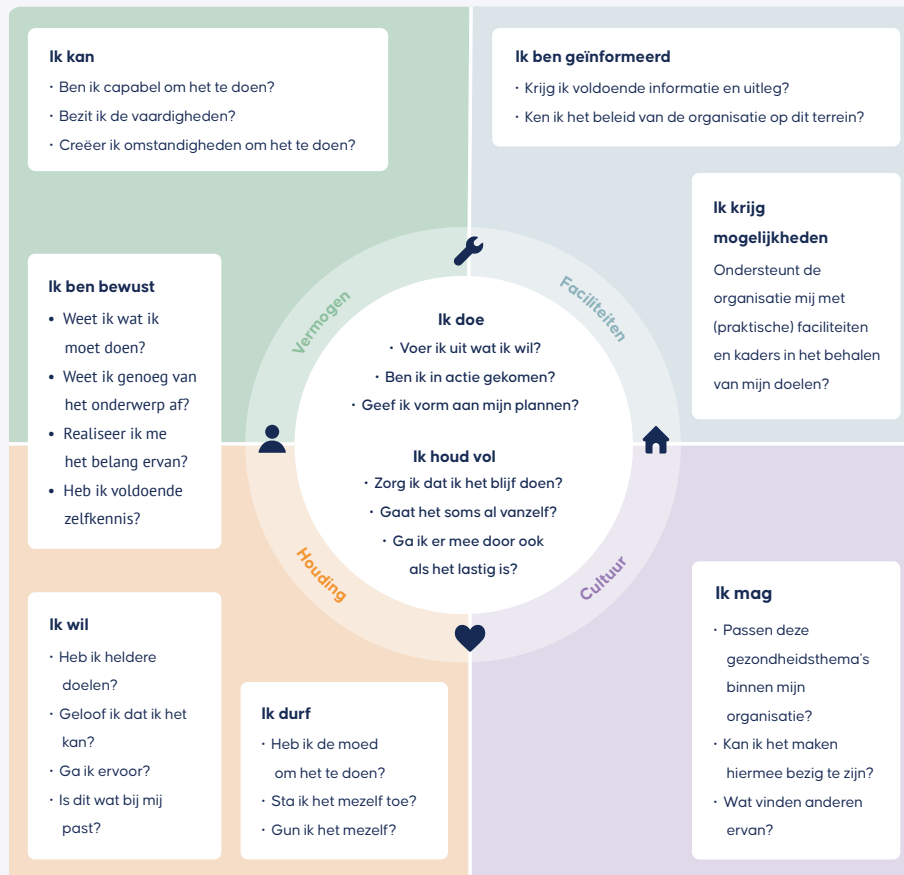 Ik kan
· Ben ik capabel om het te doen?
· Bezit ik de vaardigheden?
· Creëer ik omstandigheden om het te doen?
Ik ben geïnformeerd
· Krijg ik voldoende informatie en uitleg?
· Ken ik het beleid van de organisatie op dit terrein?
Ik krijg
mogelijkheden
Ondersteunt de
organisatie mij met
(praktische) faciliteiten
en kaders in het behalen
van mijn doelen?
Ik ben bewust
• Weet ik wat ik
moet doen?
• Weet ik genoeg van
het onderwerp af?
• Realiseer ik me
het belang ervan?
• Heb ik voldoende
zelfkennis?
Vermogen
Faciliteiten
Ik doe
· Voer ik uit wat ik wil?
· Ben ik in actie gekomen?
· Geef ik vorm aan mijn plannen?
Ik houd vol
· Zorg ik dat ik het blijf doen?
· Gaat het soms al vanzelf?
· Ga ik er mee door ook
als het lastig is?
Houding
Cultuur
Ik wil
· Heb ik heldere
doelen?
· Geloof ik dat ik het
kan?
· Ga ik ervoor?
· Is dit wat bij mij
past?
Ik durf
· Heb ik de moed
om het te doen?
· Sta ik het mezelf toe?
· Gun ik het mezelf?
Ik mag
· Passen deze
gezondheidsthema's
binnen mijn
organisatie?
· Kan ik het maken
hiermee bezig te zijn?
· Wat vinden anderen
ervan?